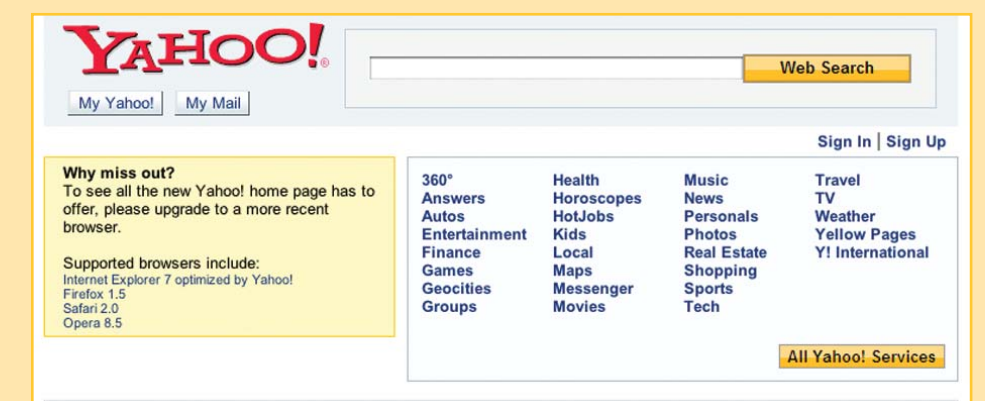 YAHOO!
Web Search
My Yahoo! My Mail
Sign In | Sign Up
Why miss out?
To see all the new Yahoo! home page has to
offer, please upgrade to a more recent
browser.
Supported browsers include:
Internet Explorer 7 optimized by Yahoo!
Firefox 1.5
Safari 2.0
Opera 8.5
360°
Answers
Autos
Entertainment
Finance
Games
Geocities
Groups
Health
Horoscopes
HotJobs
Kids
Local
Maps
Messenger
Movies
Music
News
Personals
Photos
Real Estate
Shopping
Sports
Tech
Travel
TV
Weather
Yellow Pages
Y! International
All Yahoo! Services